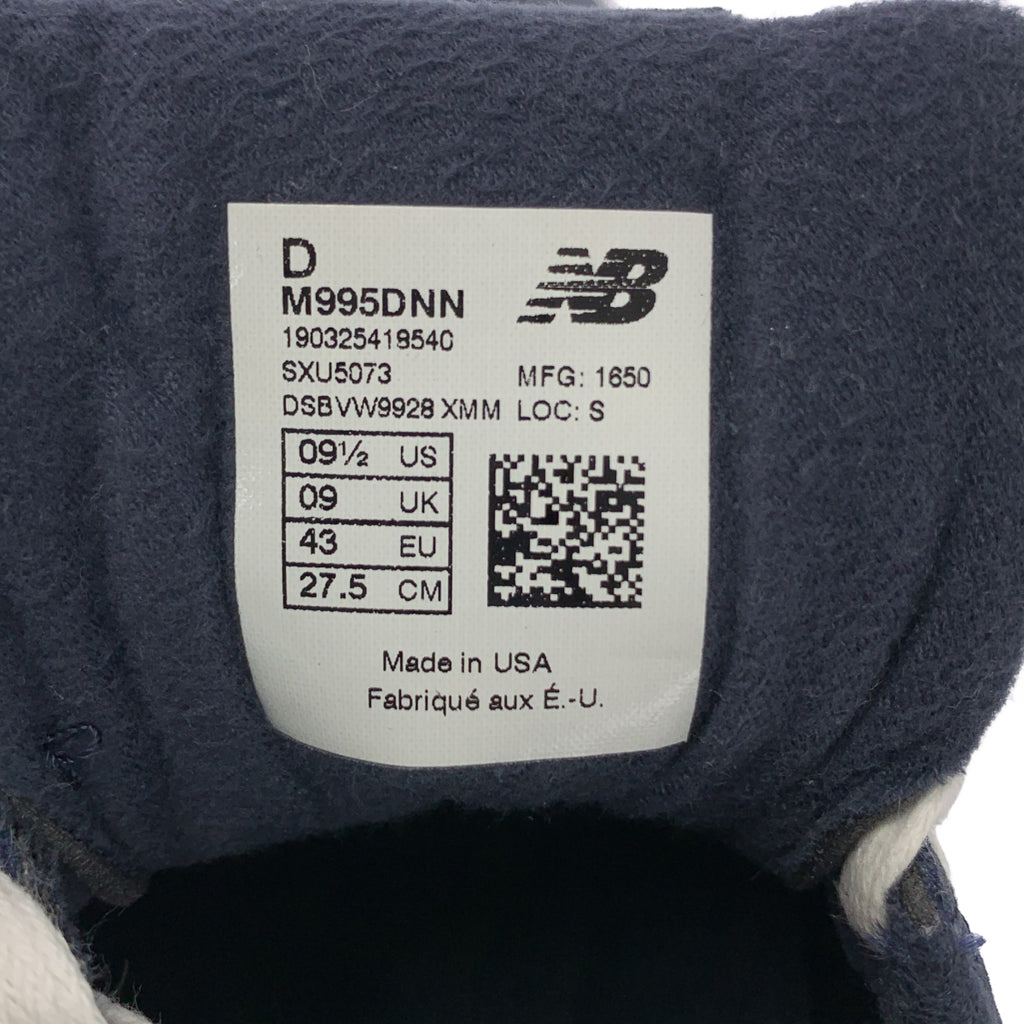 D
NB
M995DNN
190325418540
SXU5073 MFG: 1650
DSBVW9928 XMM LOC: S
09½ US
09 UK
43 EU
27.5 CM
Made in USA
Fabriqué aux É.-U.